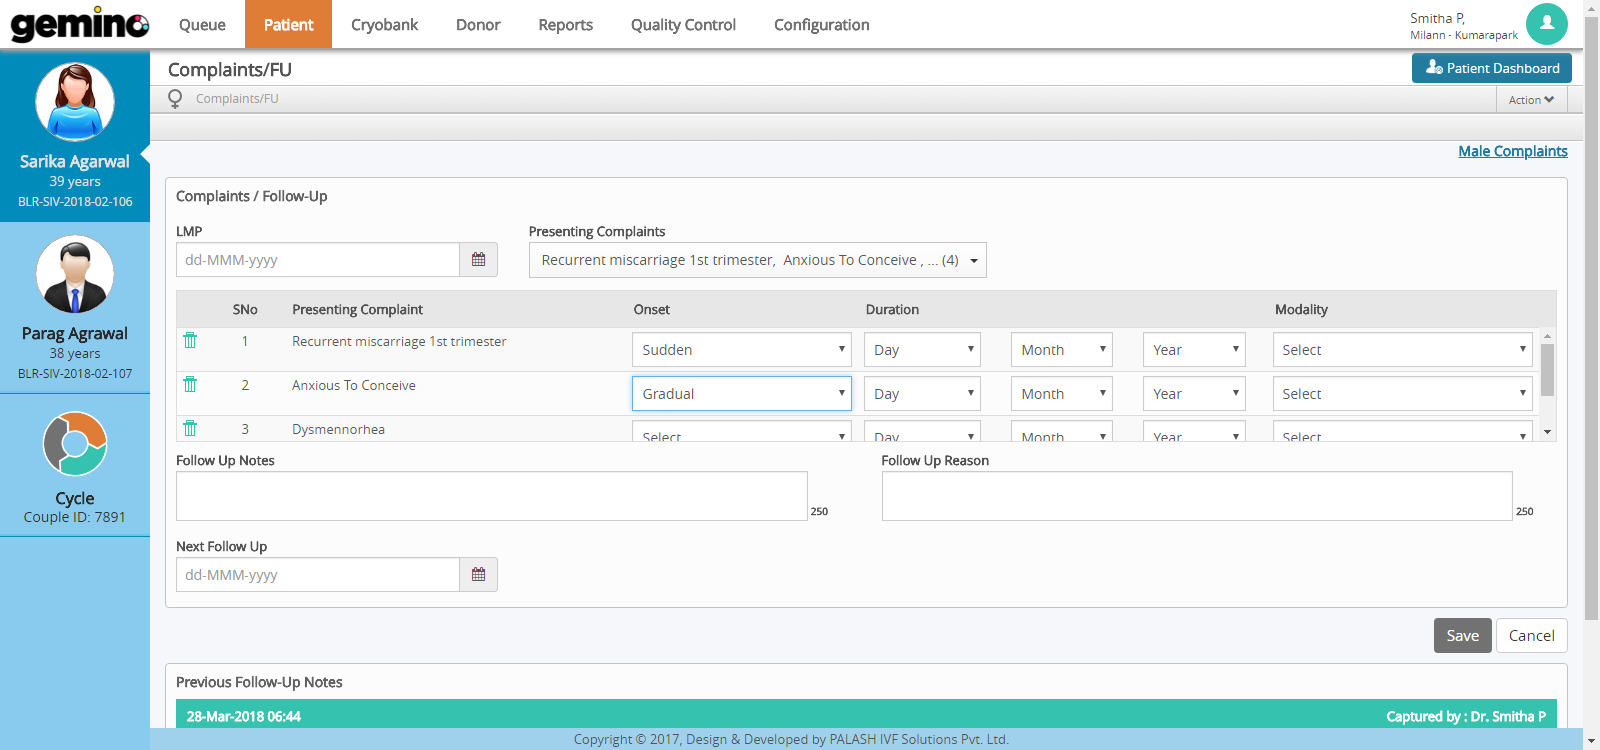 gemino
Queue Patient Cryobank Donor Reports Quality Control Configuration
Smitha P,
Milann - Kumarapark
Complaints/FU
Patient Dashboard
Complaints/FU
Action
Male Complaints
Sarika Agarwal
39 years
BLR-SIV-2018-02-106
Parag Agrawal
38 years
BLR-SIV-2018-02-107
Cycle
Couple ID: 7891
Complaints / Follow-Up
LMP Presenting Complaints
dd-MMM-yyyy Recurrent miscarriage 1st trimester, Anxious To Conceive , ... (4)
SNo Presenting Complaint Onset Duration Modality
1 Recurrent miscarriage 1st trimester Sudden Day Month Year Select
2 Anxious To Conceive Gradual Day Month Year Select
3 Dysmennorhea Select Day Month Year Select
Follow Up Notes Follow Up Reason
250 250
Next Follow Up
dd-MMM-yyyy
Save Cancel
Previous Follow-Up Notes
28-Mar-2018 06:44 Captured by : Dr. Smitha P
Copyright © 2017, Design & Developed by PALASH IVF Solutions Pvt. Ltd.